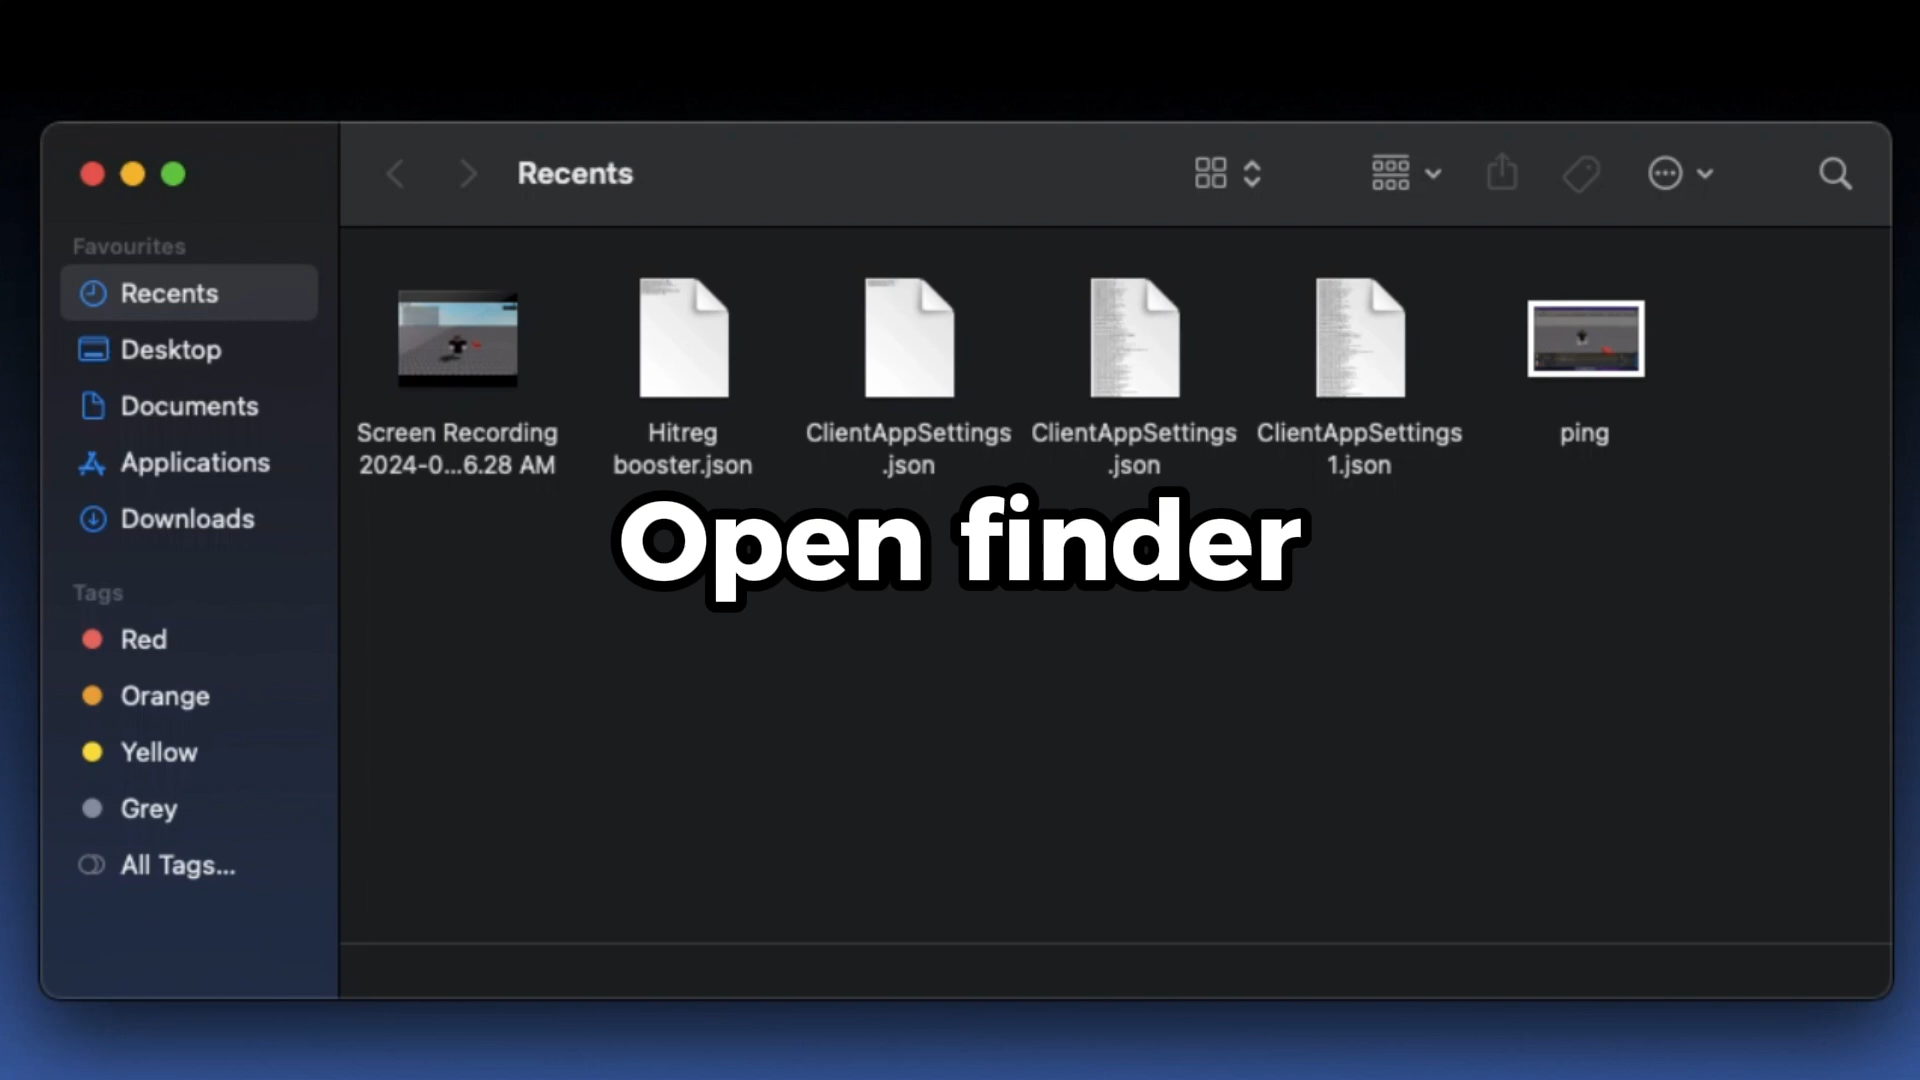 Recents
Favourites
Recents
Desktop
Documents
Applications
Downloads
Tags
Red
Orange
Yellow
Grey
All Tags...
Screen Recording
2024-0...6.28 AM
Hitreg
booster.json
ClientAppSettings
.json
ClientAppSettings
.json
ClientAppSettings
1.json
ping
Open finder